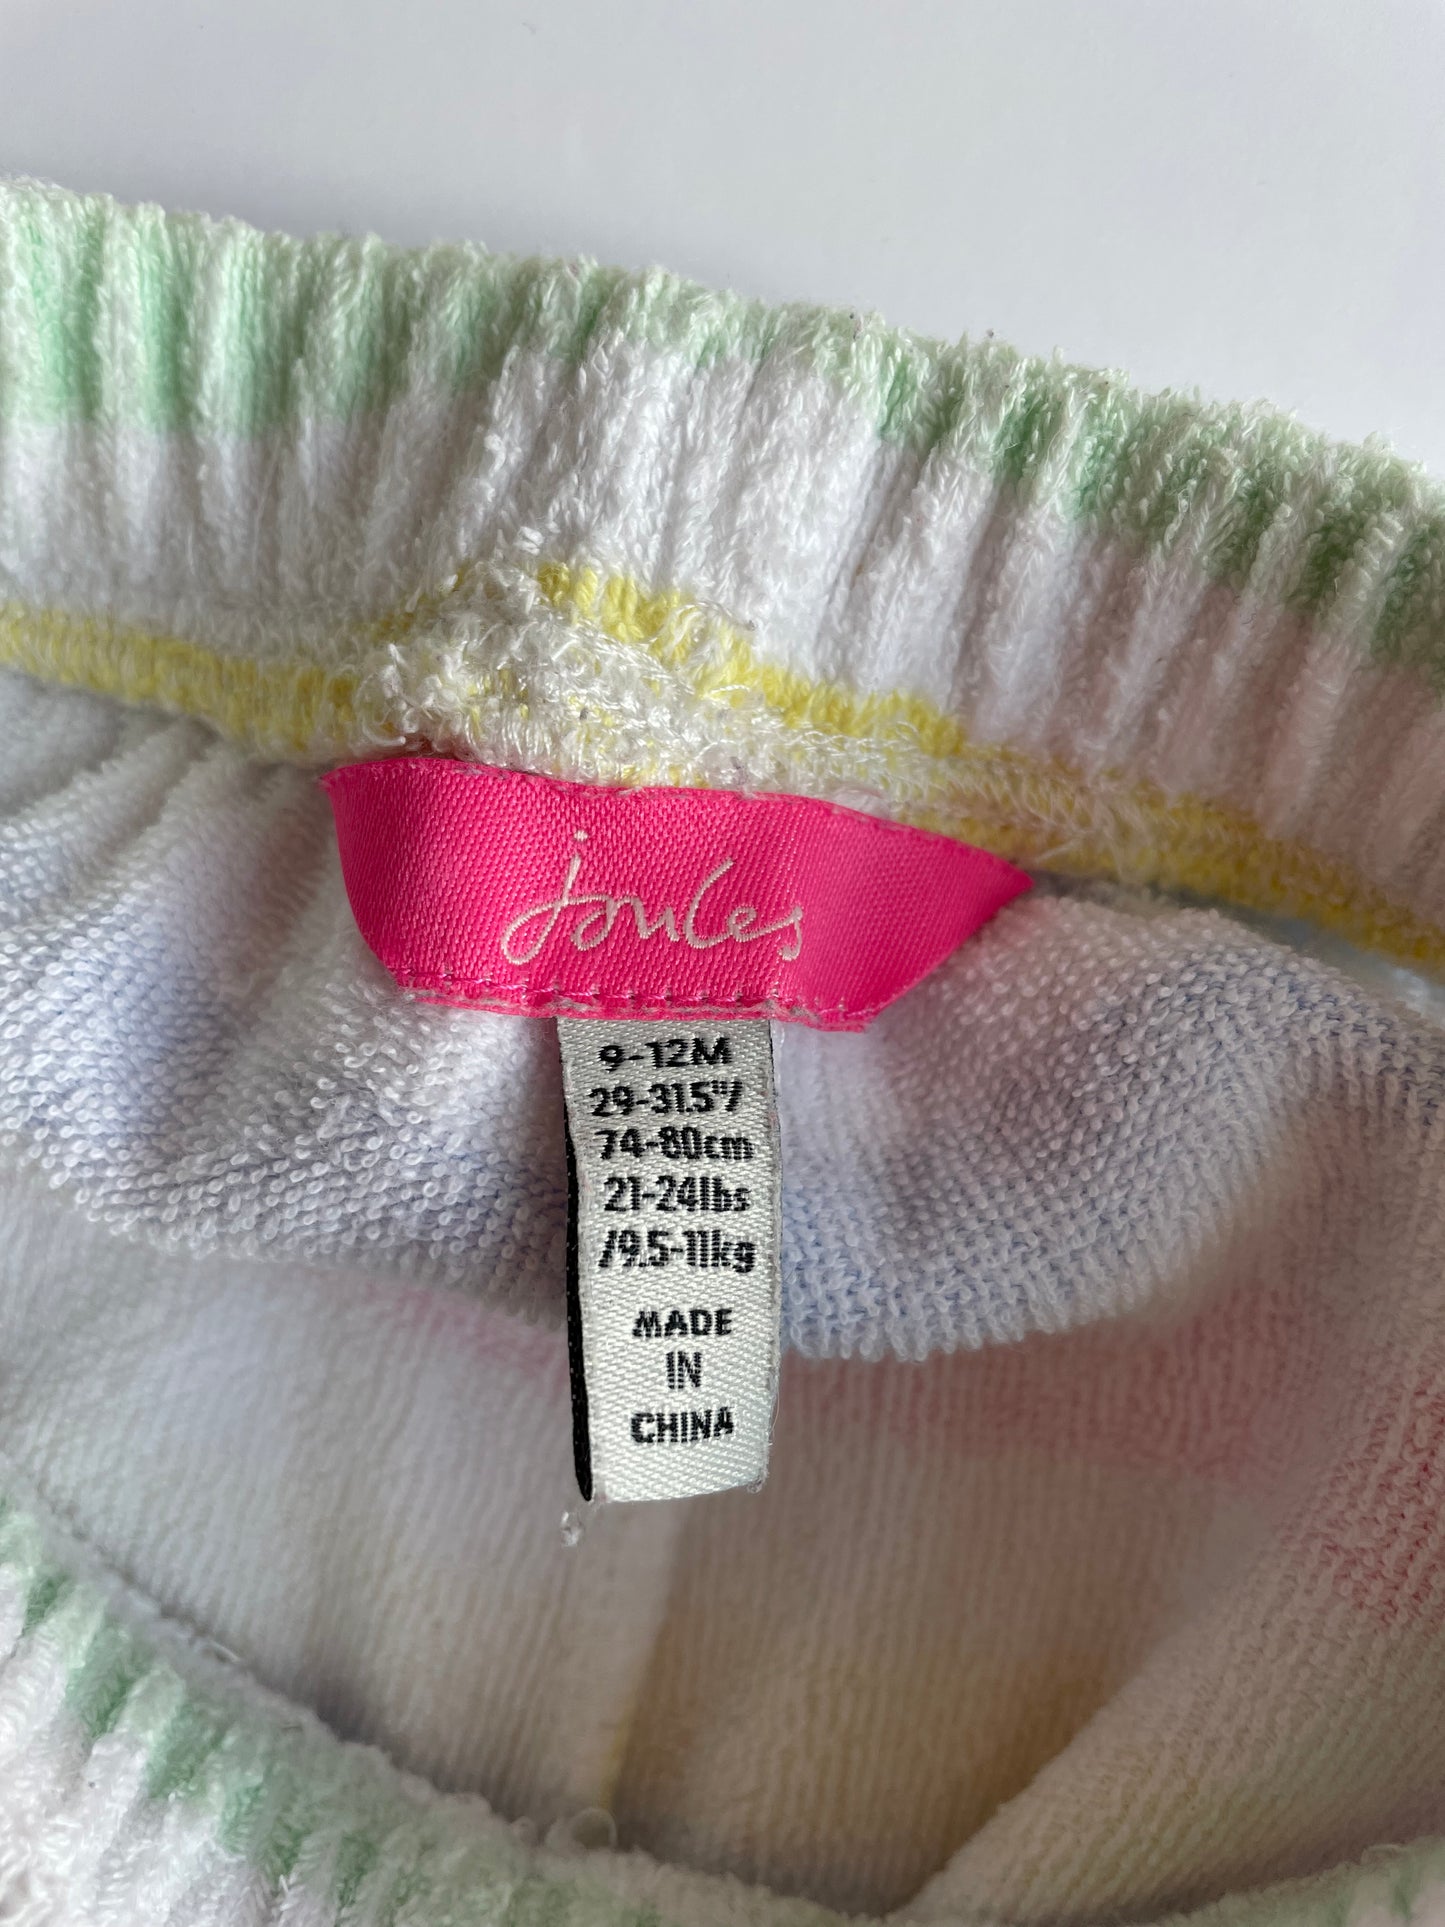 joules
9-12M
29-31.5"/
74-80cm
21-24lbs
/9.5-11kg
MADE
IN
CHINA